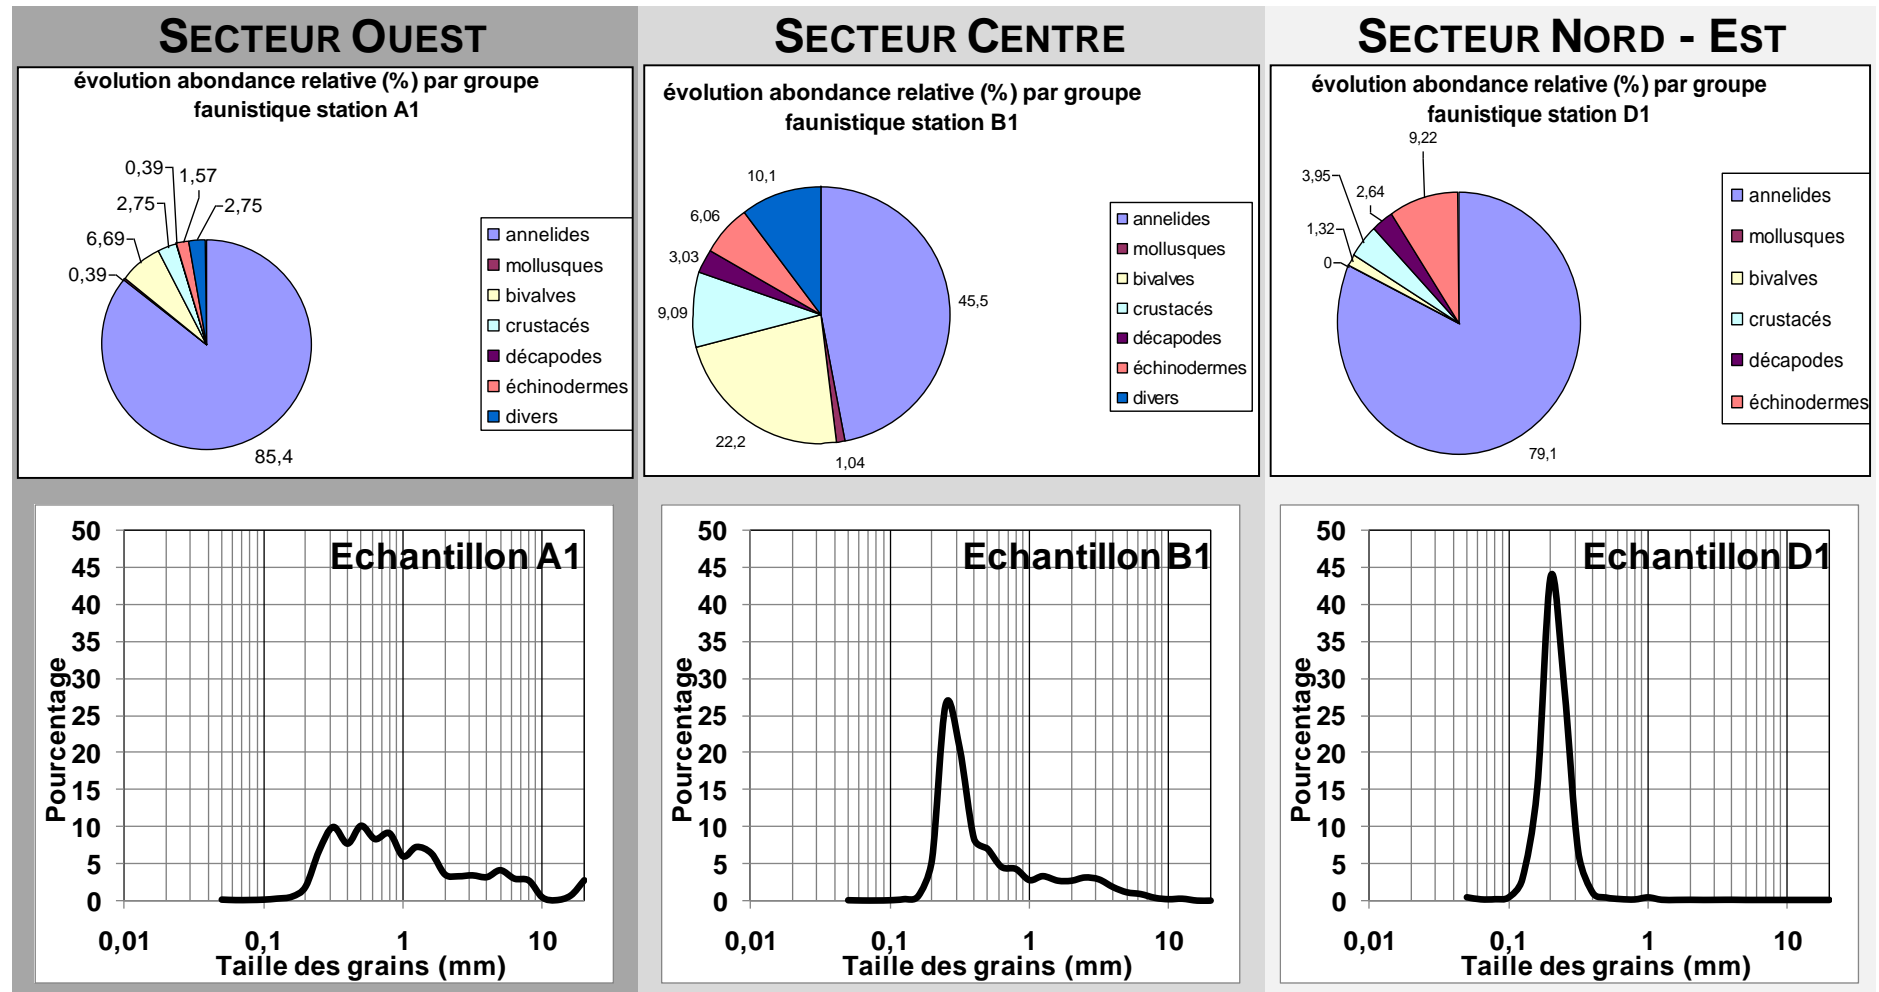 SECTEUR OUEST
évolution abondance relative (%) par groupe
faunistique station A1
0,39
1,57
2,75
2,75
6,69
0,39
85,4
annelides
mollusques
bivalves
crustacés
décapodes
échinodermes
divers
SECTEUR CENTRE
évolution abondance relative (%) par groupe
faunistique station B1
10,1
6,06
3,03
9,09
45,5
22,2
1,04
annelides
mollusques
bivalves
crustacés
décapodes
échinodermes
divers
SECTEUR NORD - EST
évolution abondance relative (%) par groupe
faunistique station D1
9,22
3,95
2,64
1,32
0
79,1
annelides
mollusques
bivalves
crustacés
décapodes
échinodermes
Echantillon A1
50
45
40
35
30
25
20
15
10
5
0
Pourcentage
0,01 0,1 1 10
Taille des grains (mm)
Echantillon B1
50
45
40
35
30
25
20
15
10
5
0
Pourcentage
0,01 0,1 1 10
Taille des grains (mm)
Echantillon D1
50
45
40
35
30
25
20
15
10
5
0
Pourcentage
0,01 0,1 1 10
Taille des grains (mm)